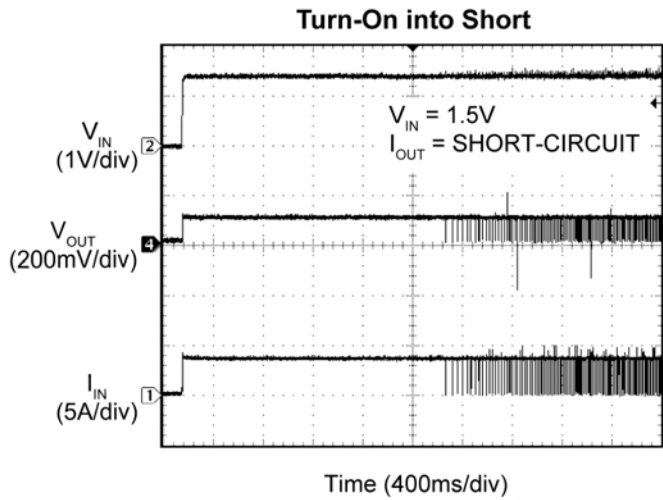 Turn-On into Short
V_IN = 1.5V
I_OUT = SHORT-CIRCUIT
V_IN
(1V/div)
2
V_OUT
(200mV/div)
4
I_IN
(5A/div)
1
Time (400ms/div)